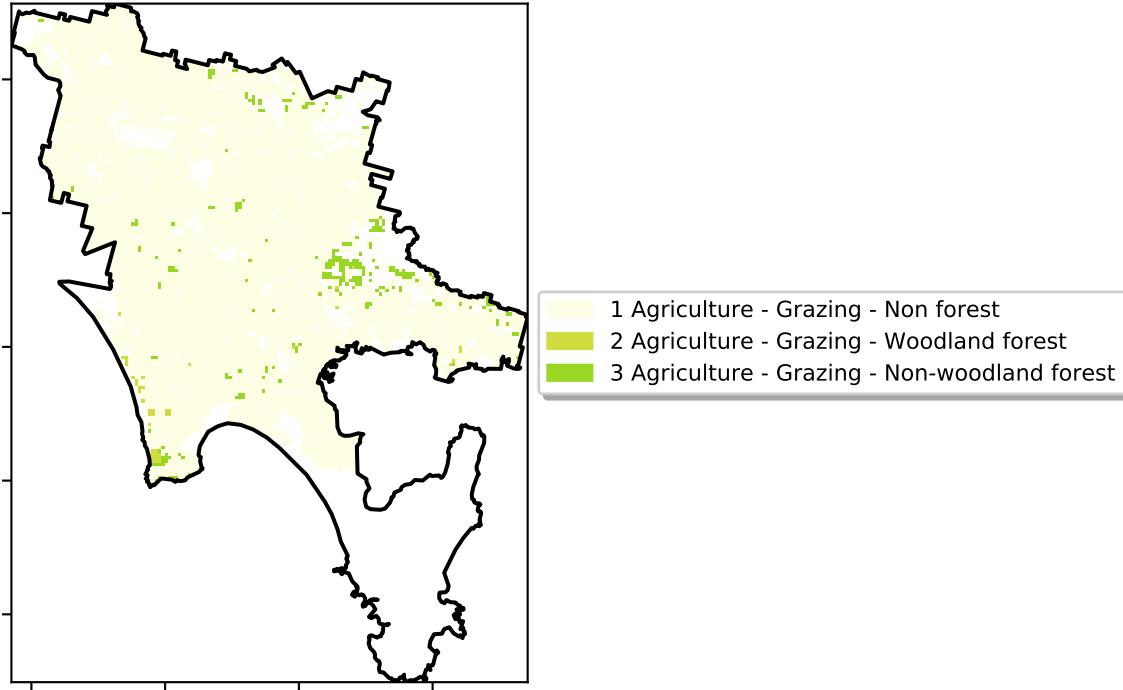 1 Agriculture - Grazing - Non forest
2 Agriculture - Grazing - Woodland forest
3 Agriculture - Grazing - Non-woodland forest